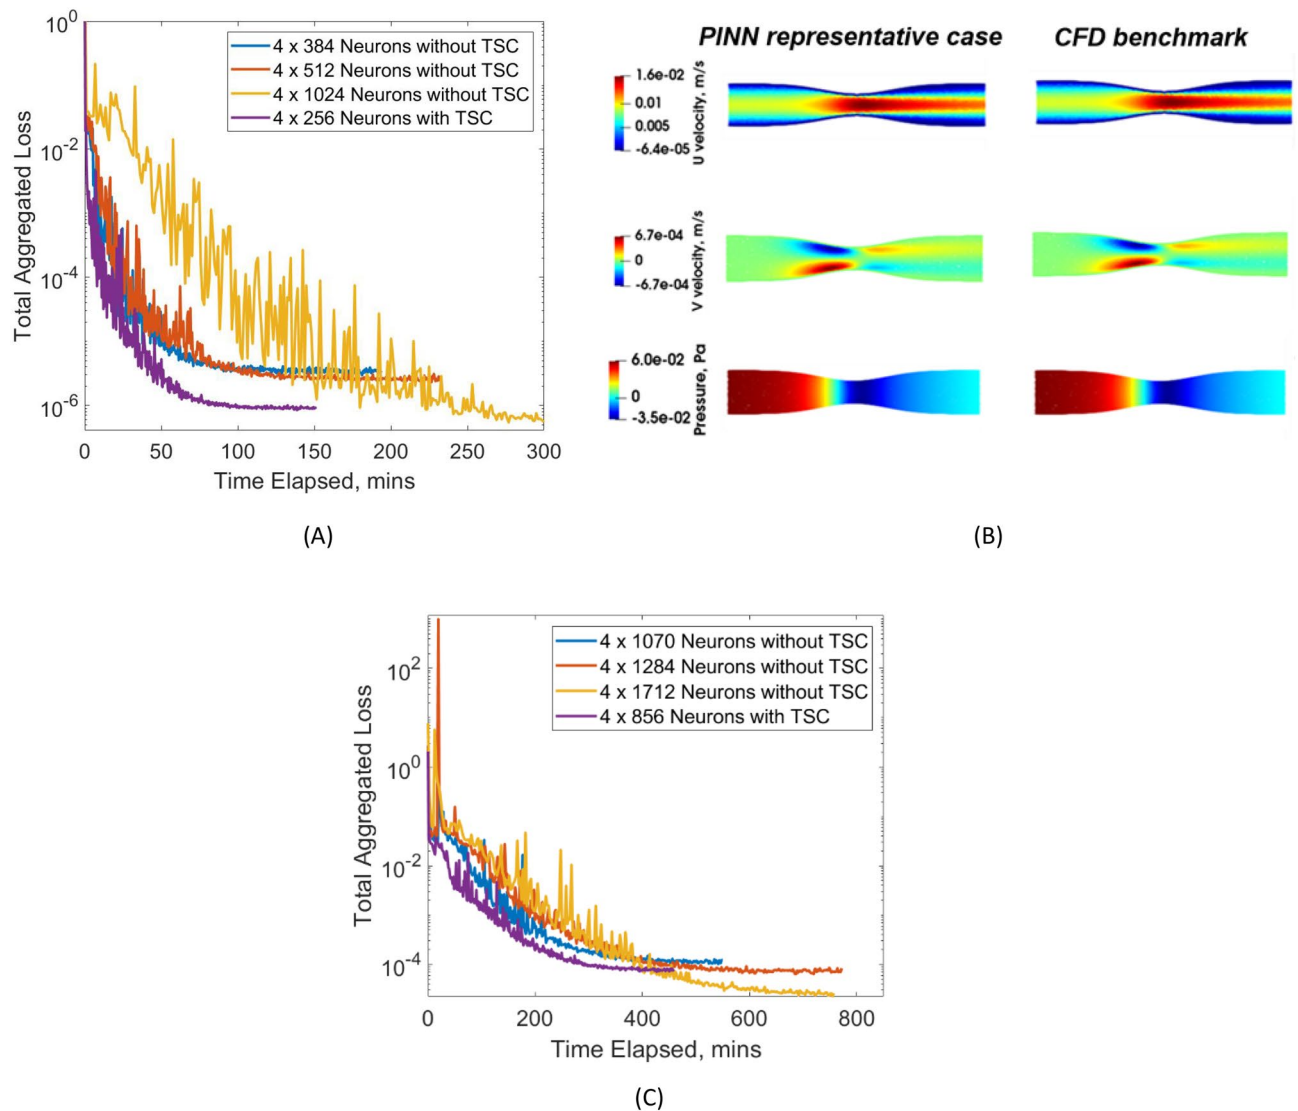 10^0
10^-2
10^-4
10^-6
Total Aggregated Loss
4 x 384 Neurons without TSC
4 x 512 Neurons without TSC
4 x 1024 Neurons without TSC
4 x 256 Neurons with TSC
0 50 100 150 200 250 300
Time Elapsed, mins
(A)
PINN representative case CFD benchmark
1.6e-02
0.01
0.005
-6.4e-05
U velocity, m/s
6.7e-04
0
-6.7e-04
V velocity, m/s
6.0e-02
0
-3.5e-02
Pressure, Pa
(B)
10^2
10^0
10^-2
10^-4
Total Aggregated Loss
4 x 1070 Neurons without TSC
4 x 1284 Neurons without TSC
4 x 1712 Neurons without TSC
4 x 856 Neurons with TSC
0 200 400 600 800
Time Elapsed, mins
(C)